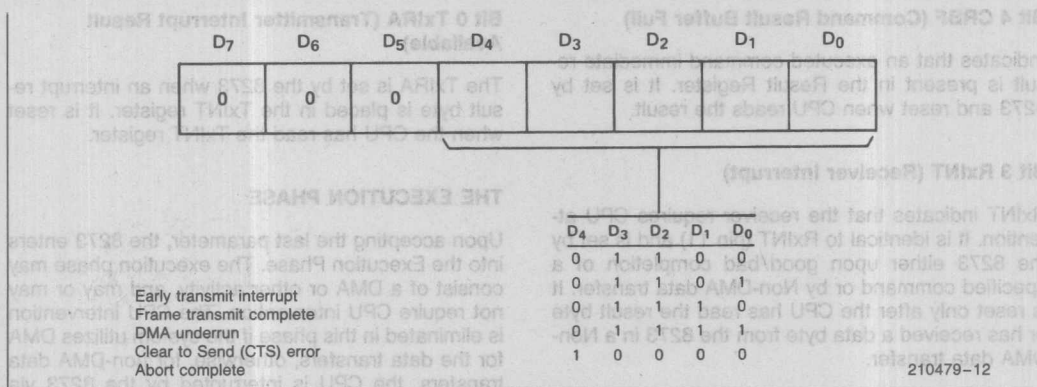 D7 D6 D5 D4 D3 D2 D1 D0
0 0 0
D4 D3 D2 D1 D0
0 1 1 0 0
0 1 1 0 1
Early transmit interrupt
Frame transmit complete 0 1 1 1 0
DMA underrun 0 1 1 1 1
Clear to Send (CTS) error 1 0 0 0 0
Abort complete
210479–12